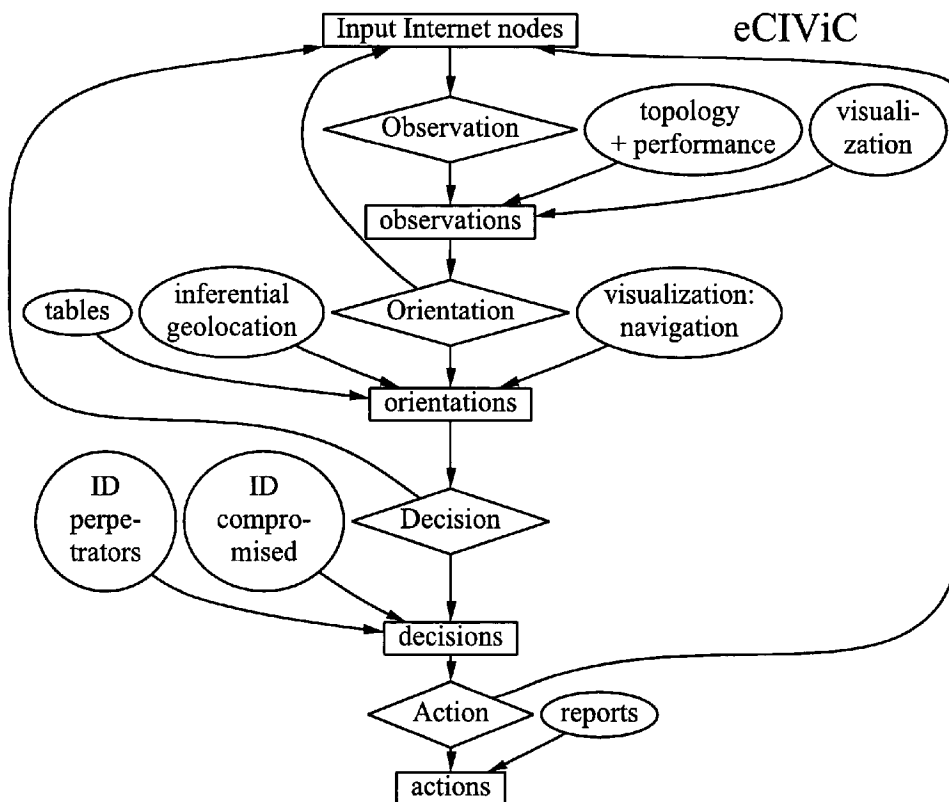 eCIViC
Input Internet nodes
Observation
topology
+ performance
visuali-
zation
observations
tables
inferential
geolocation
Orientation
visualization:
navigation
orientations
ID
perpe-
trators
ID
compro-
mised
Decision
decisions
Action
reports
actions